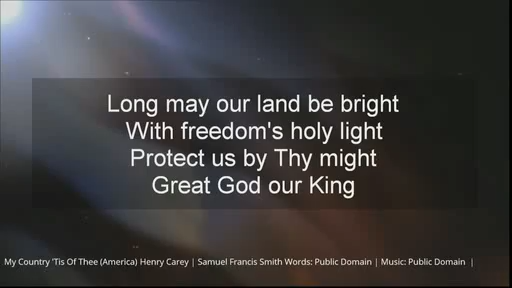 Long may our land be bright
With freedom's holy light
Protect us by Thy might
Great God our King
My Country 'Tis Of Thee (America) Henry Carey | Samuel Francis Smith Words: Public Domain | Music: Public Domain |